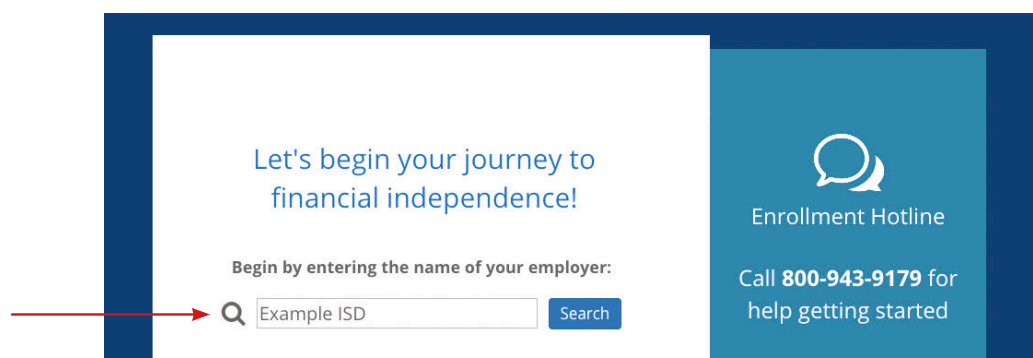 Let's begin your journey to
financial independence!
Begin by entering the name of your employer:
Example ISD
Search
Enrollment Hotline
Call 800-943-9179 for
help getting started